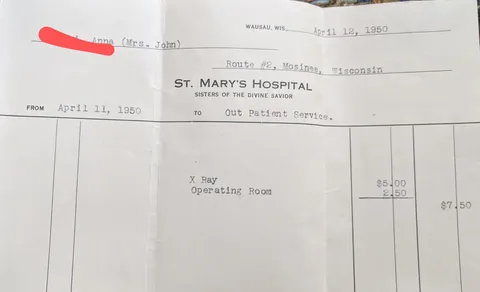 WAUSAU, WIS., April 12, 1950
Anna (Mrs. John)
Route #2, Mosinee, Wisconsin
ST. MARY'S HOSPITAL
SISTERS OF THE DIVINE SAVIOR
FROM April 11, 1950 TO Out Patient Service.
X Ray $5.00
Operating Room 2.50
$7.50